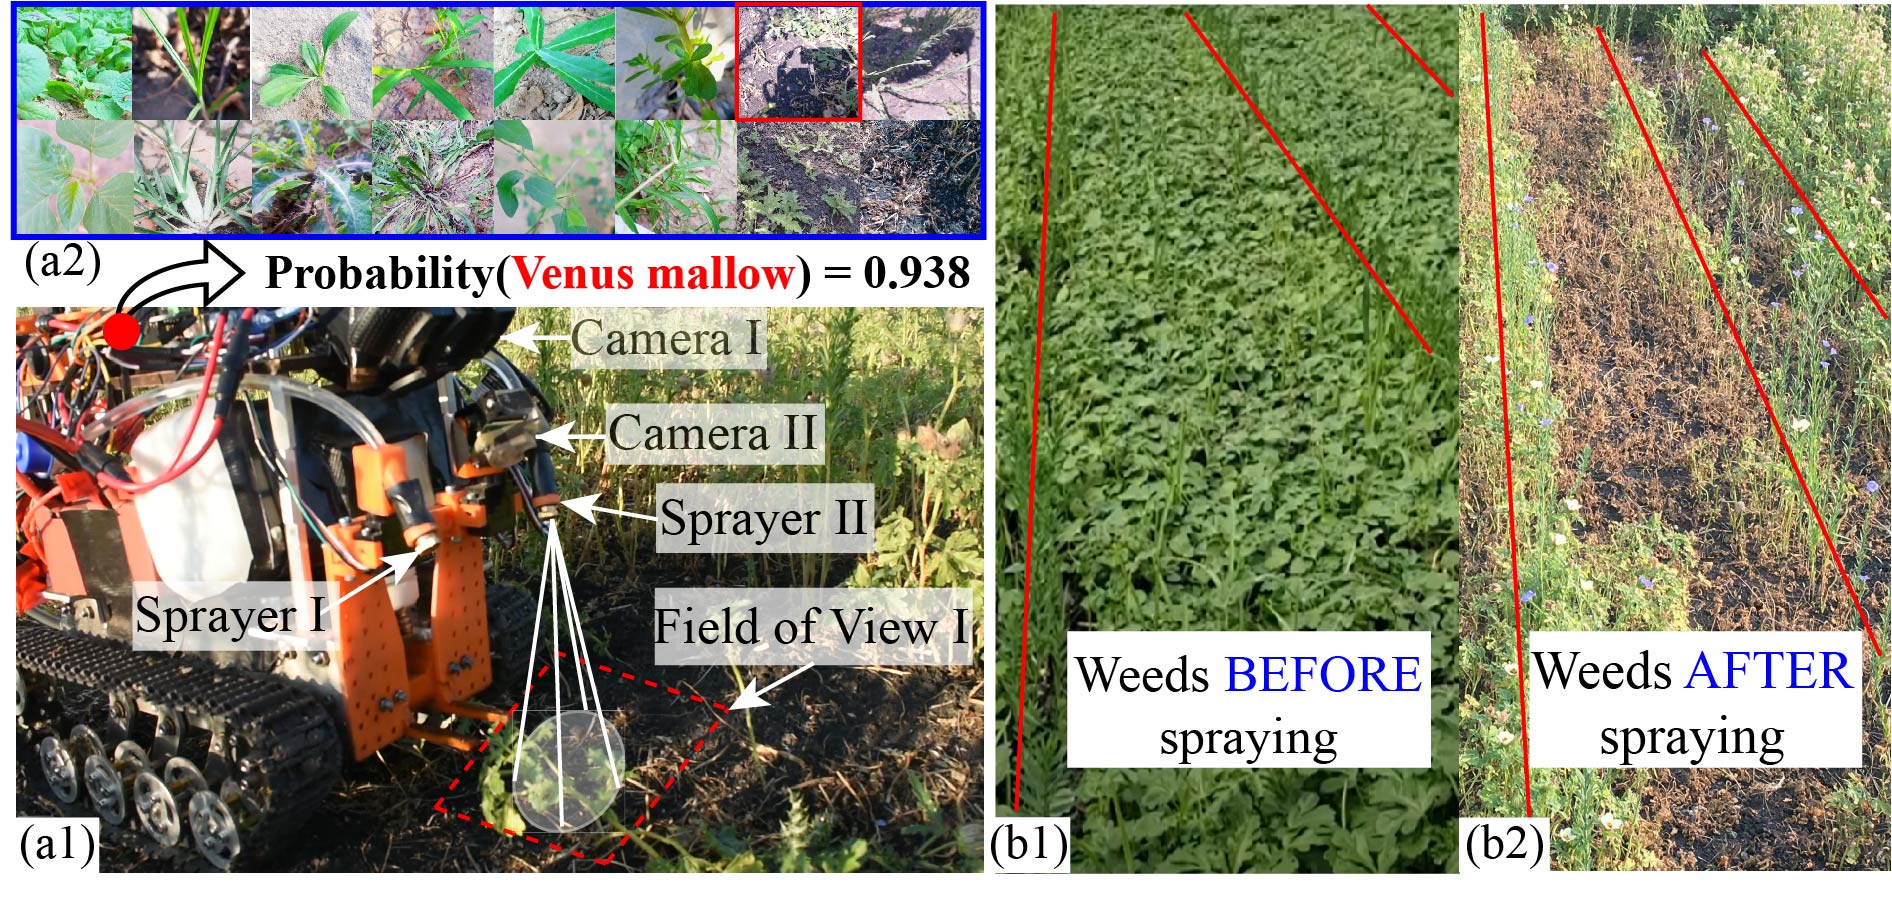 (a2)
Probability(Venus mallow) = 0.938
Camera I
Camera II
Sprayer II
Sprayer I
Field of View I
(a1)
Weeds BEFORE
spraying
(b1)
Weeds AFTER
spraying
(b2)